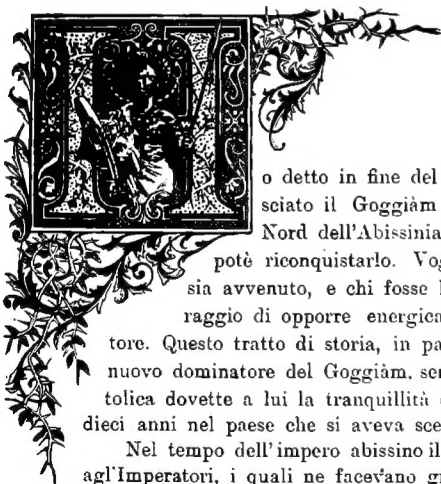 Ho detto in fine del
sciato il Goggiàm
Nord dell'Abissinia
potè riconquistarlo. Vog
sia avvenuto, e chi fosse l
raggio di opporre energica
tore. Questo tratto di storia, in pa
nuovo dominatore del Goggiàm. se
tolica dovette a lui la tranquillità
dieci anni nel paese che si aveva sce
Nel tempo dell'impero abissino il
agl'Imperatori, i quali ne facevano g